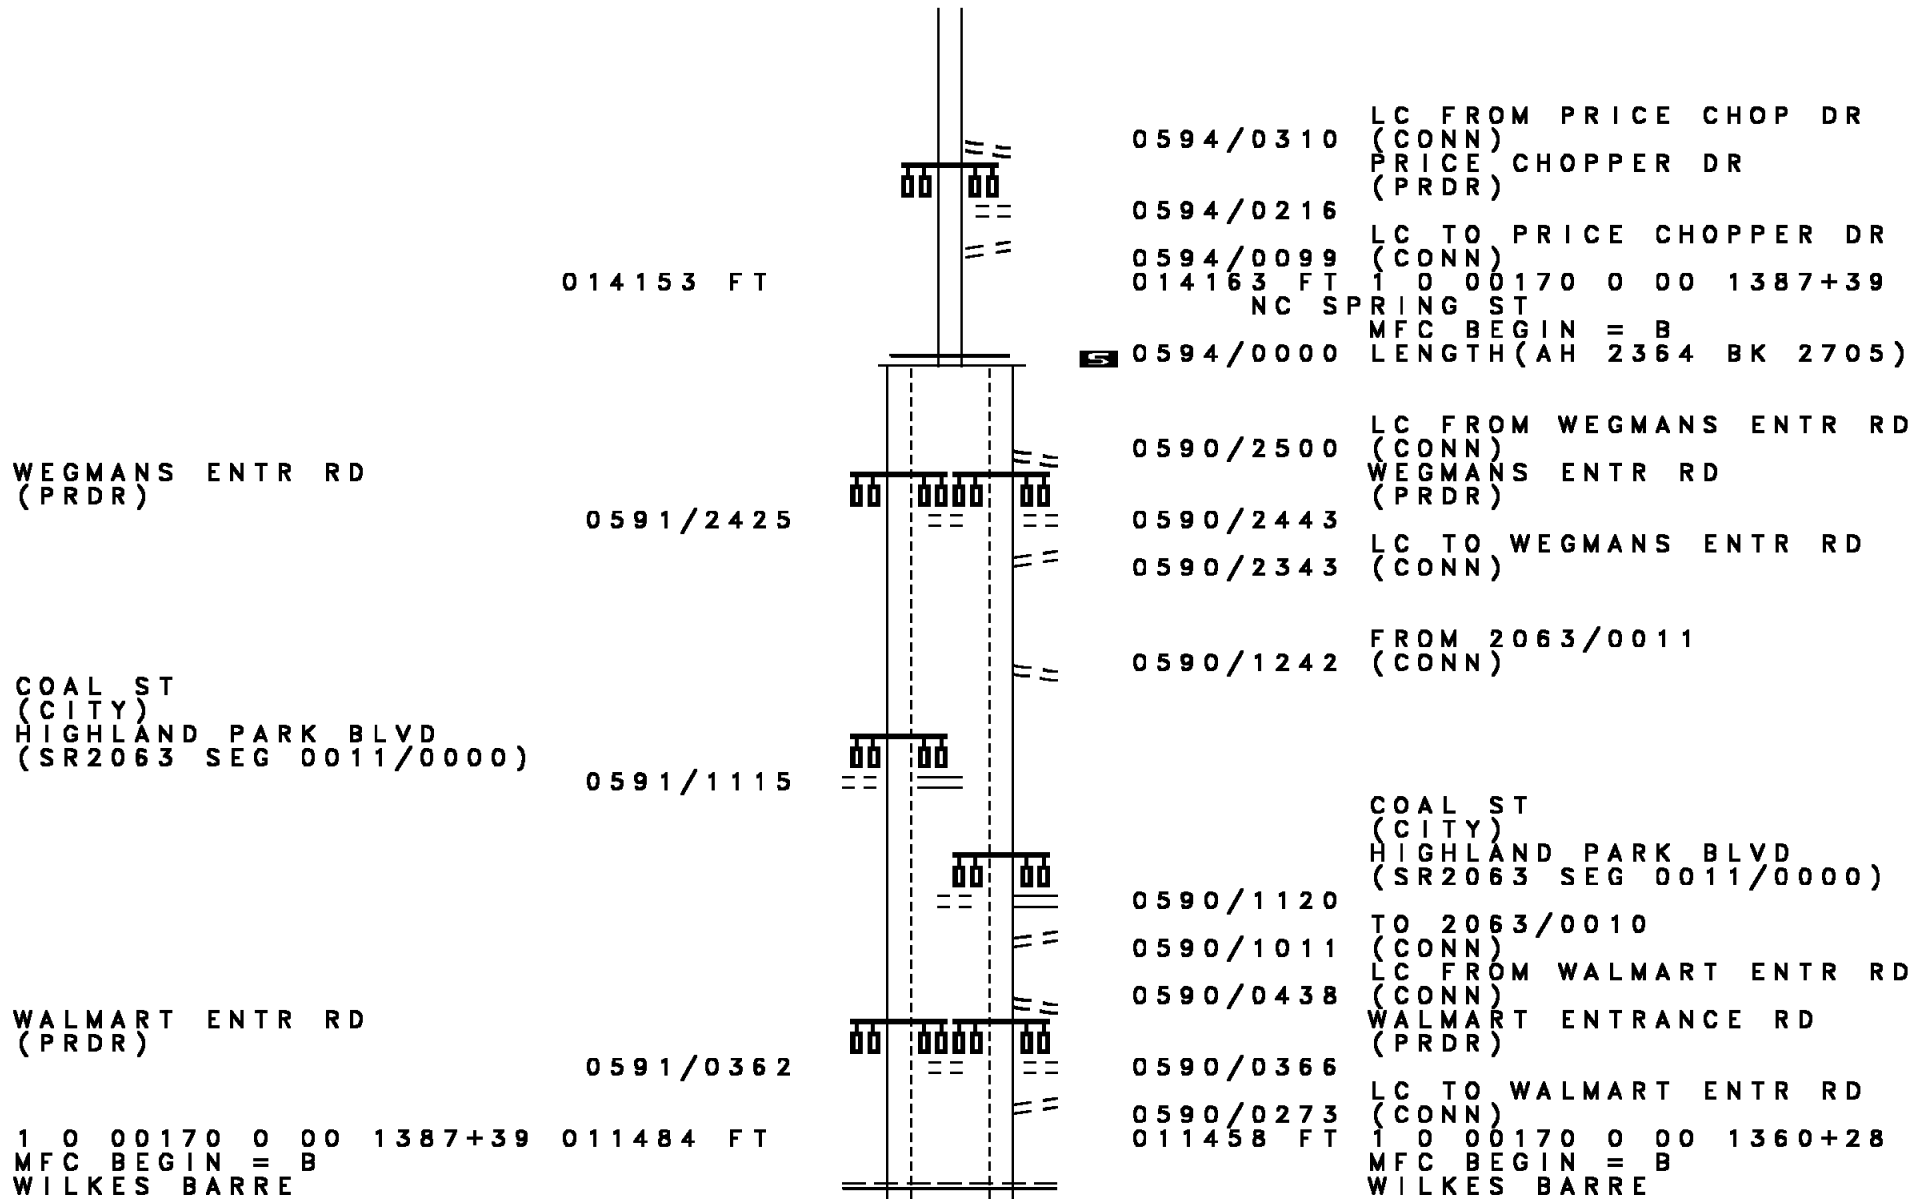 LC FROM PRICE CHOP DR
0594/0310 (CONN)
PRICE CHOPPER DR
(PRDR)
0594/0216
LC TO PRICE CHOPPER DR
0594/0099 (CONN)
014153 FT 014163 FT 1 0 00170 0 00 1387+39
NC SPRING ST
MFC BEGIN = B
S 0594/0000 LENGTH(AH 2364 BK 2705)
LC FROM WEGMANS ENTR RD
0590/2500 (CONN)
WEGMANS ENTR RD WEGMANS ENTR RD
(PRDR) (PRDR)
0591/2425 0590/2443
LC TO WEGMANS ENTR RD
0590/2343 (CONN)
FROM 2063/0011
0590/1242 (CONN)
COAL ST
(CITY)
HIGHLAND PARK BLVD
(SR2063 SEG 0011/0000)
0591/1115
COAL ST
(CITY)
HIGHLAND PARK BLVD
(SR2063 SEG 0011/0000)
0590/1120
TO 2063/0010
0590/1011 (CONN)
LC FROM WALMART ENTR RD
0590/0438 (CONN)
WALMART ENTR RD WALMART ENTRANCE RD
(PRDR) (PRDR)
0591/0362 0590/0366
LC TO WALMART ENTR RD
0590/0273 (CONN)
1 0 00170 0 00 1387+39 011484 FT 011458 FT 1 0 00170 0 00 1360+28
MFC BEGIN = B MFC BEGIN = B
WILKES BARRE WILKES BARRE